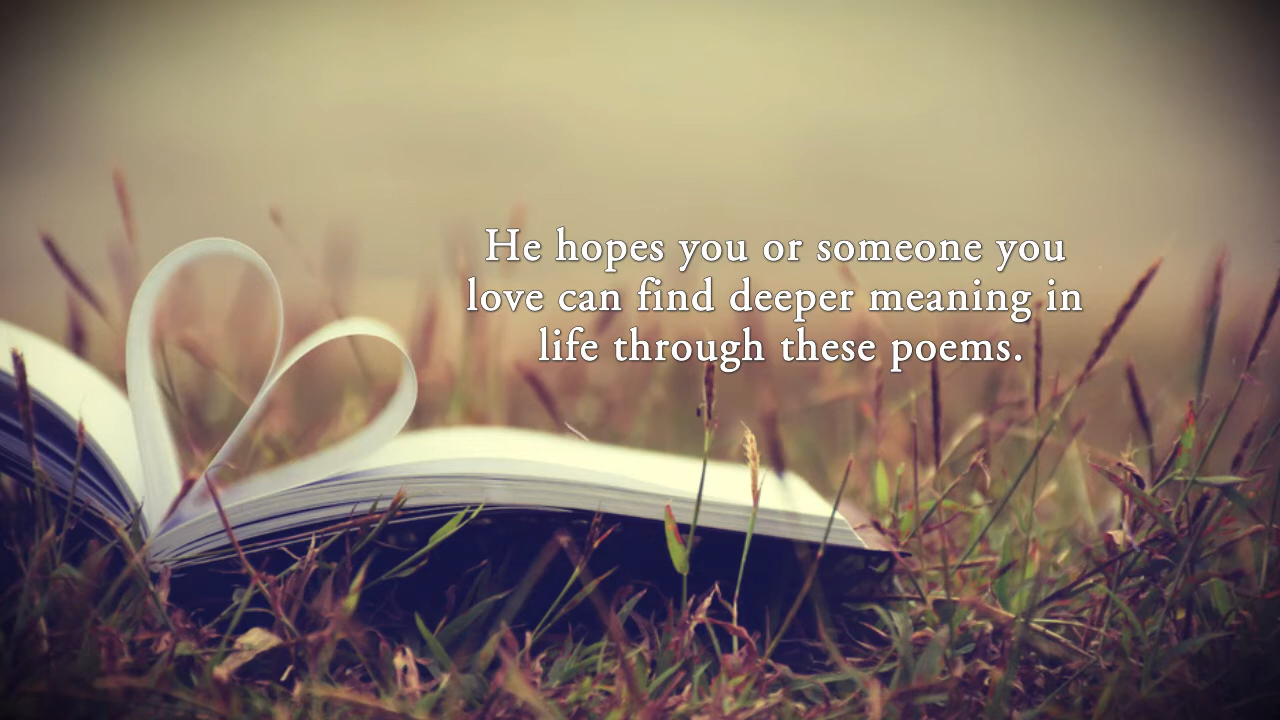 He hopes you or someone you
love can find deeper meaning in
life through these poems.